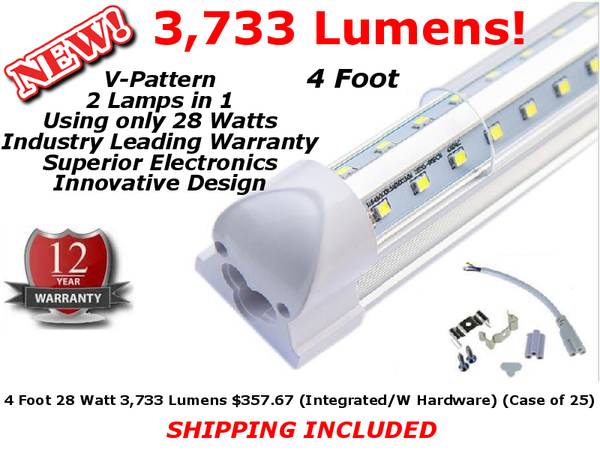 NEW!
3,733 Lumens!
V-Pattern
4 Foot
2 Lamps in 1
Using only 28 Watts
Industry Leading Warranty
Superior Electronics
Innovative Design
12
YEAR
WARRANTY
4 Foot 28 Watt 3,733 Lumens $357.67 (Integrated/W Hardware) (Case of 25)
SHIPPING INCLUDED